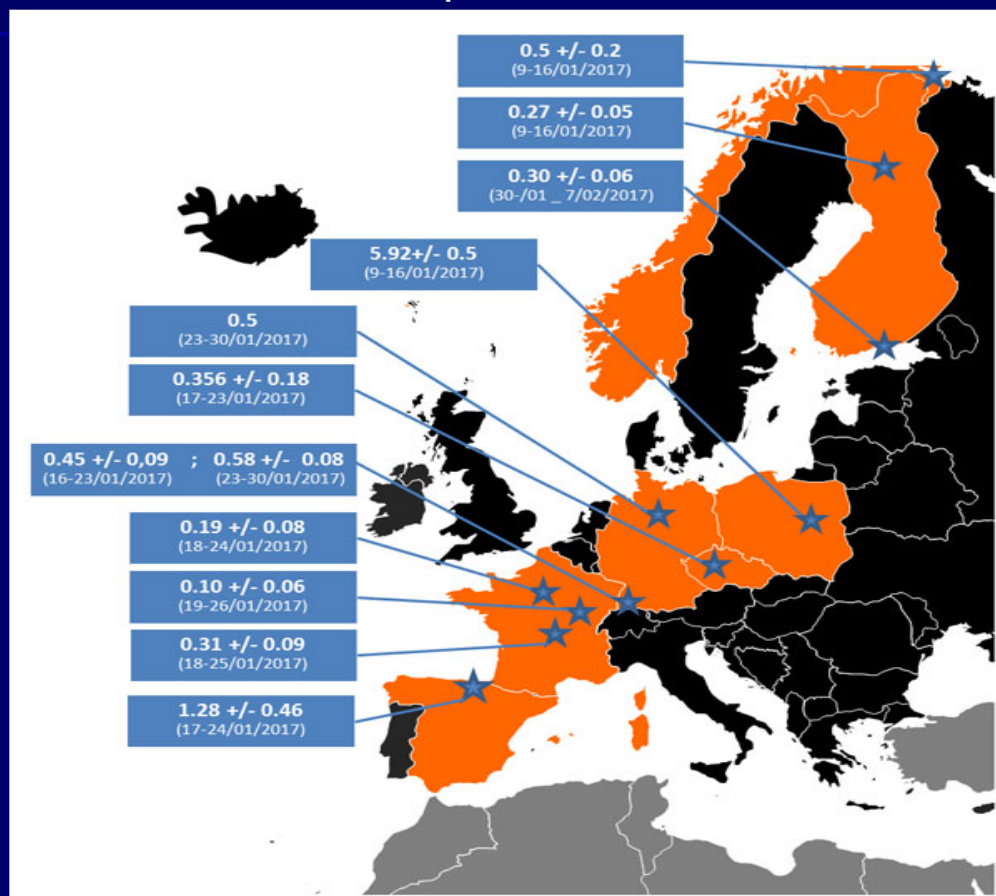 0.5 +/- 0.2
(9-16/01/2017)
0.27 +/- 0.05
(9-16/01/2017)
0.30 +/- 0.06
(30-/01 _ 7/02/2017)
5.92+/- 0.5
(9-16/01/2017)
0.5
(23-30/01/2017)
0.356 +/- 0.18
(17-23/01/2017)
0.45 +/- 0,09 ; 0.58 +/- 0.08
(16-23/01/2017) (23-30/01/2017)
0.19 +/- 0.08
(18-24/01/2017)
0.10 +/- 0.06
(19-26/01/2017)
0.31 +/- 0.09
(18-25/01/2017)
1.28 +/- 0.46
(17-24/01/2017)